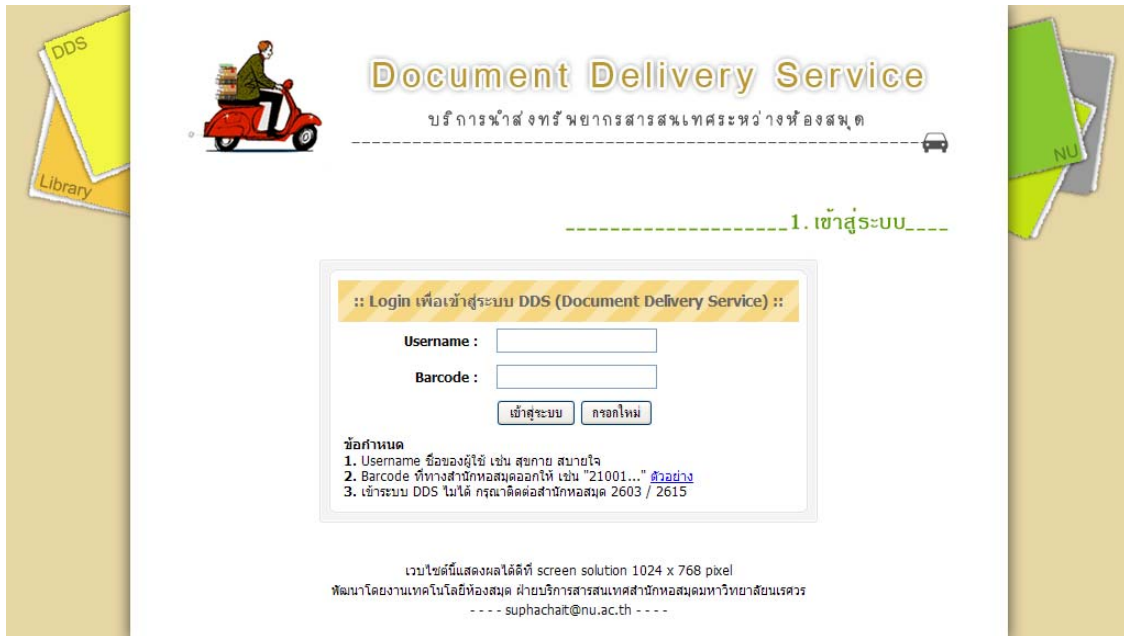 DDS
Library
Document Delivery Service
บริการนำส่งทรัพยากรสารสนเทศระหว่างห้องสมุด
NU
1. เข้าสู่ระบบ
:: Login เพื่อเข้าสู่ระบบ DDS (Document Delivery Service) ::
Username :
Barcode :
เข้าสู่ระบบ กรอกใหม่
ข้อกำหนด
1. Username ชื่อของผู้ใช้ เช่น สุขกาย สบายใจ
2. Barcode ที่ทางสำนักหอสมุดออกให้ เช่น "21001..." ตัวอย่าง
3. เข้าระบบ DDS ไม่ได้ กรุณาติดต่อสำนักหอสมุด 2603 / 2615
เวบไซต์นี้แสดงผลได้ดีที่ screen solution 1024 x 768 pixel
พัฒนาโดยงานเทคโนโลยีห้องสมุด ฝ่ายบริการสารสนเทศสำนักหอสมุดมหาวิทยาลัยนเรศวร
- - - - suphachait@nu.ac.th - - - -